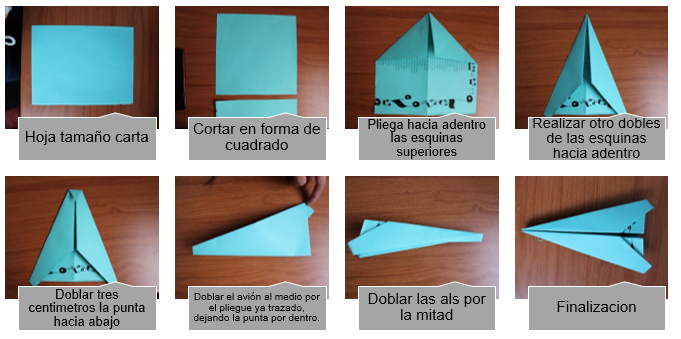 Hoja tamaño carta
Cortar en forma de
cuadrado
Pliega hacia adentro
las esquinas
superiores
Realizar otro dobles
de las esquinas
hacia adentro
Doblar tres
centimetros la punta
hacia abajo
Doblar el avión al medio por
el pliegue ya trazado,
dejando la punta por dentro.
Doblar las als por
la mitad
Finalizacion